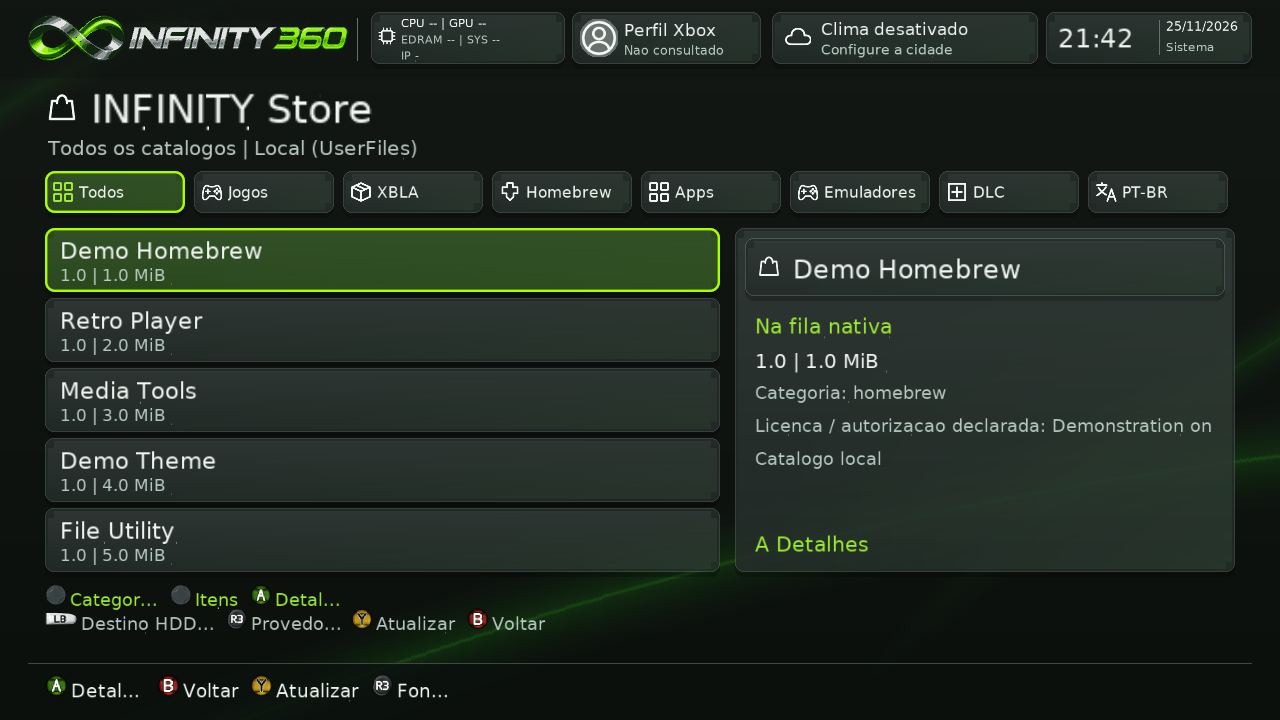 INFINITY 360
CPU -- | GPU --
EDRAM -- | SYS --
IP -
Perfil Xbox
Nao consultado
Clima desativado
Configure a cidade
21:42
25/11/2026
Sistema
INFINITY Store
Todos os catalogos | Local (UserFiles)
Todos
Jogos
XBLA
Homebrew
Apps
Emuladores
DLC
PT-BR
Demo Homebrew
1.0 | 1.0 MiB
Retro Player
1.0 | 2.0 MiB
Media Tools
1.0 | 3.0 MiB
Demo Theme
1.0 | 4.0 MiB
File Utility
1.0 | 5.0 MiB
Demo Homebrew
Na fila nativa
1.0 | 1.0 MiB
Categoria: homebrew
Licenca / autorizacao declarada: Demonstration on
Catalogo local
A Detalhes
Categor... Itens A Detal...
LB Destino HDD... R3 Provedo... Y Atualizar B Voltar
A Detal... B Voltar Y Atualizar R3 Fon...